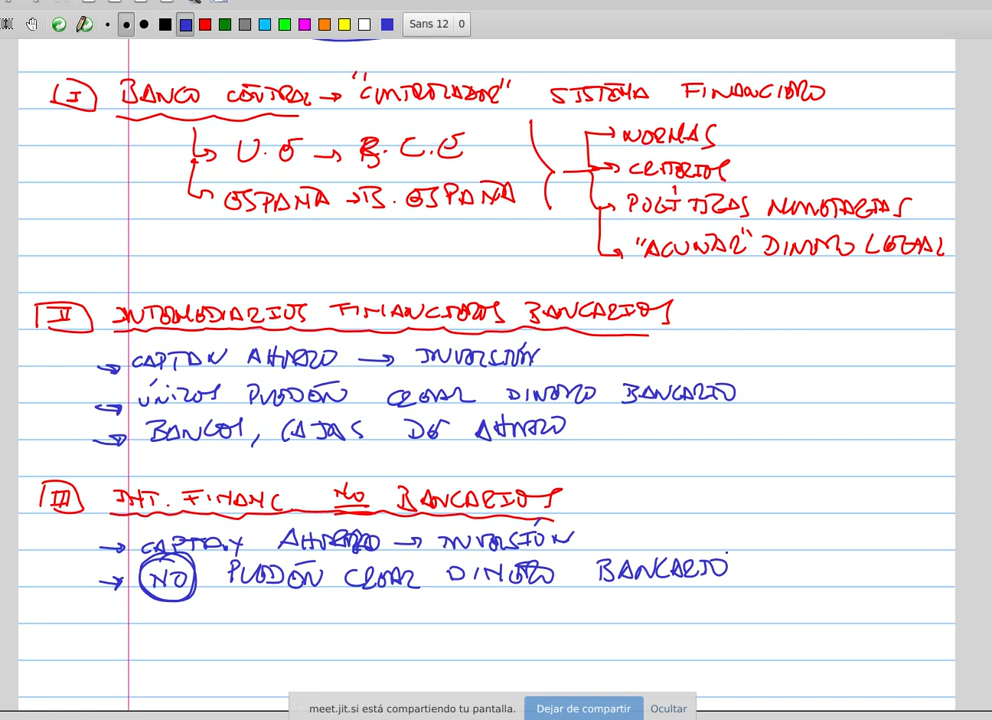 Sans 12 0
I BANCO CENTRAL → "CONTROLADOR" SISTEMA FINANCIERO
U.E → B.C.E
ESPAÑA → B. ESPAÑA
NORMAS
CRITERIOS
POLÍTICAS MONETARIAS
"ACUÑAR" DINERO LEGAL
II INTERMEDIARIOS FINANCIEROS BANCARIOS
→ CAPTAN AHORRO → INVERSIÓN
→ ÚNICOS PUEDEN CREAR DINERO BANCARIO
→ BANCOS, CAJAS DE AHORRO
III INT. FINANC. NO BANCARIOS
→ CAPTAN AHORRO → INVERSIÓN
→ NO PUEDEN CREAR DINERO BANCARIO
meet.jit.si está compartiendo tu pantalla. Dejar de compartir Ocultar